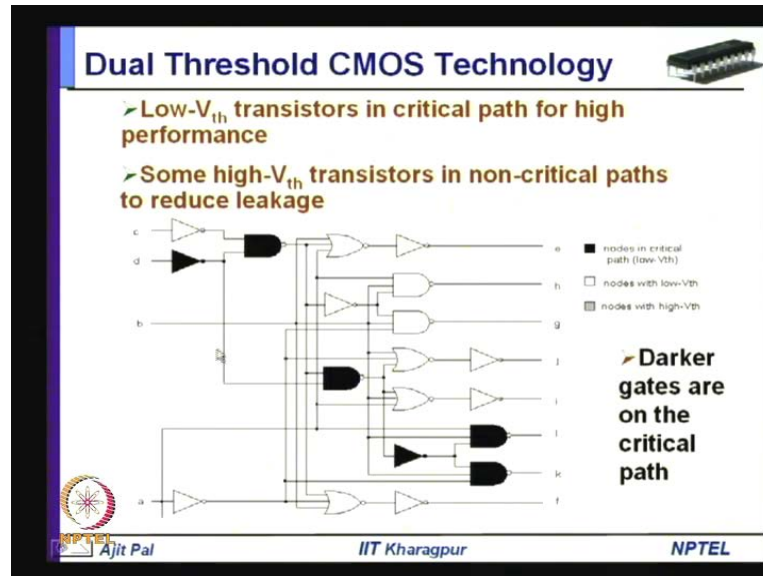 Dual Threshold CMOS Technology
➢Low-Vth transistors in critical path for high
performance
➢Some high-Vth transistors in non-critical paths
to reduce leakage
c
d
b
a
e
h
g
j
i
l
k
f
nodes in critical
path (low-Vth)
nodes with low-Vth
nodes with high-Vth
➢Darker
gates are
on the
critical
path
NPTEL
Ajit Pal
IIT Kharagpur
NPTEL